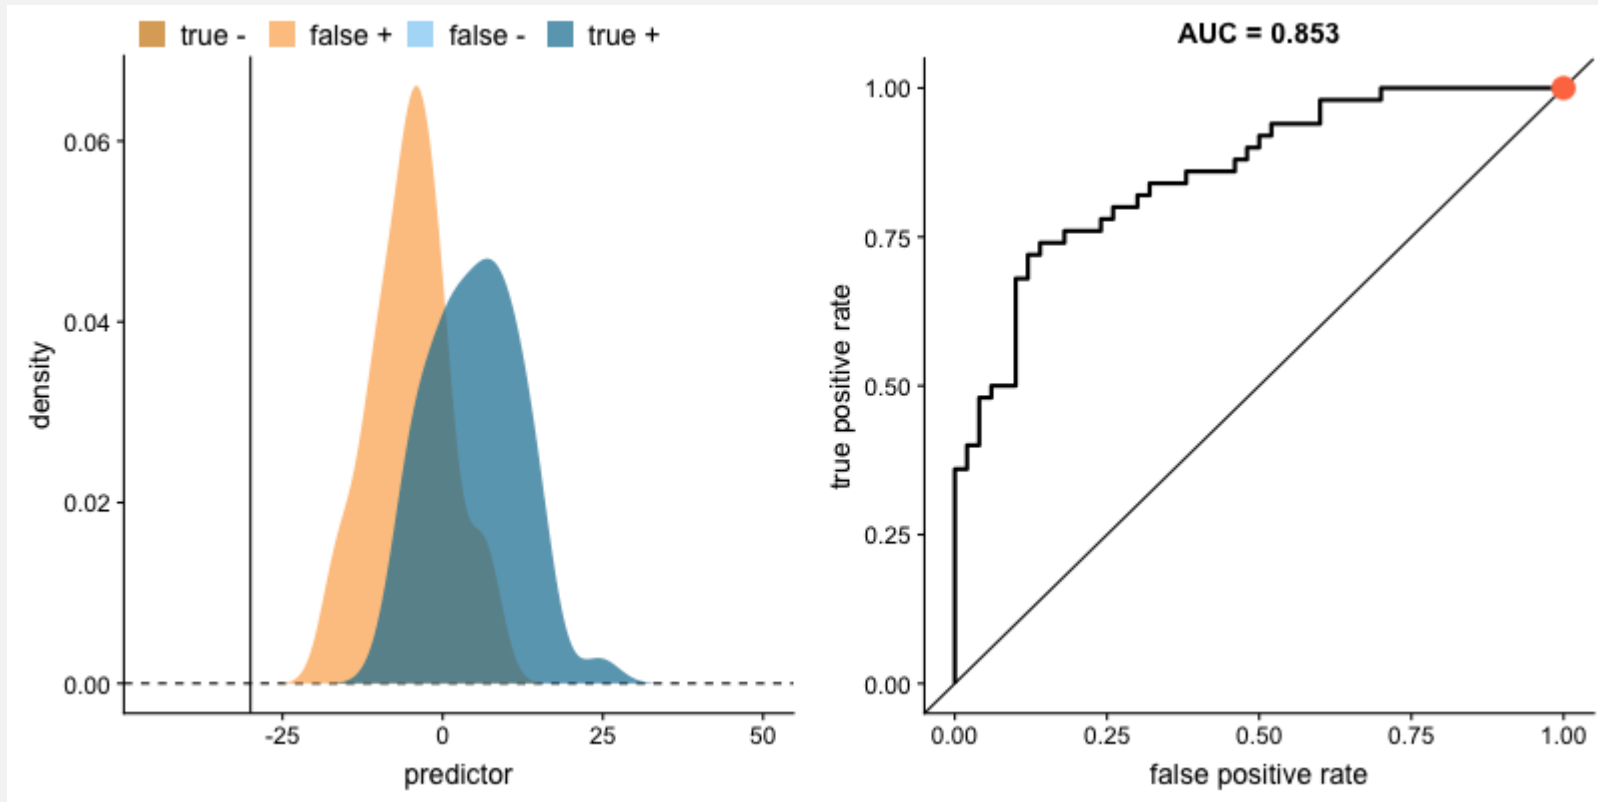 true - false + false - true +
0.06
0.04
0.02
0.00
density
-25 0 25 50
predictor
AUC = 0.853
1.00
0.75
0.50
0.25
0.00
true positive rate
0.00 0.25 0.50 0.75 1.00
false positive rate